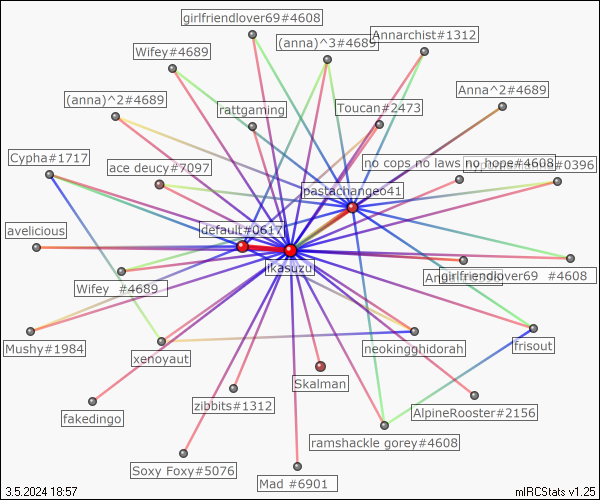 girlfriendlover69#4608
Annarchist#1312
(anna)^3#4689
Wifey#4689
Anna^2#4689
(anna)^2#4689
rattgaming
Toucan#2473
Cypha#1717
ace deucy#7097
no cops no laws no hope#4608
#0396
pastachange041
avelicious
default#0617
ikasuzu
Wifey #4689
girlfriendlover69 #4608
Mushy#1984
xenoyaut
neokingghidorah
frisout
Skalman
fakedingo
zibbits#1312
AlpineRooster#2156
ramshackle gorey#4608
Soxy Foxy#5076
Mad #6901
3.5.2024 18:57
mIRCStats v1.25